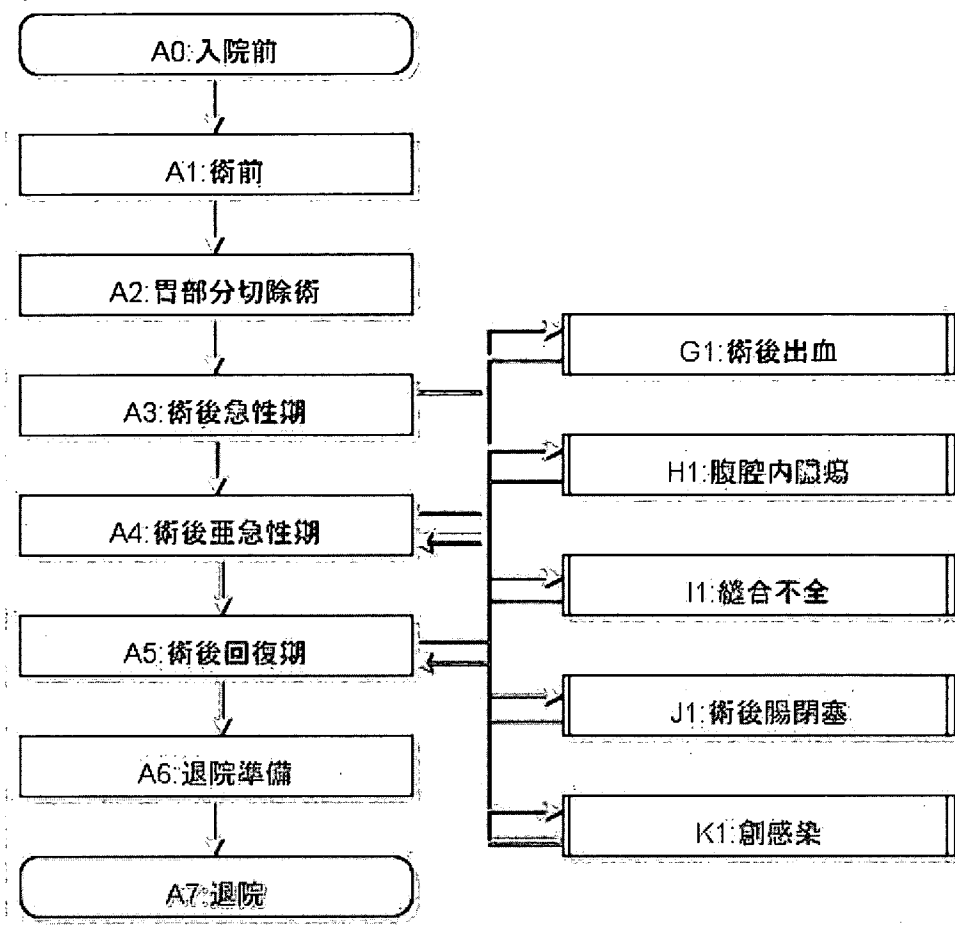 A0:入院前
A1:術前
A2:胃部分切除術
A3:術後急性期
A4:術後亜急性期
A5:術後回復期
A6:退院準備
A7:退院
G1:術後出血
H1:腹腔内膿瘍
I1:縫合不全
J1:術後腸閉塞
K1:創感染